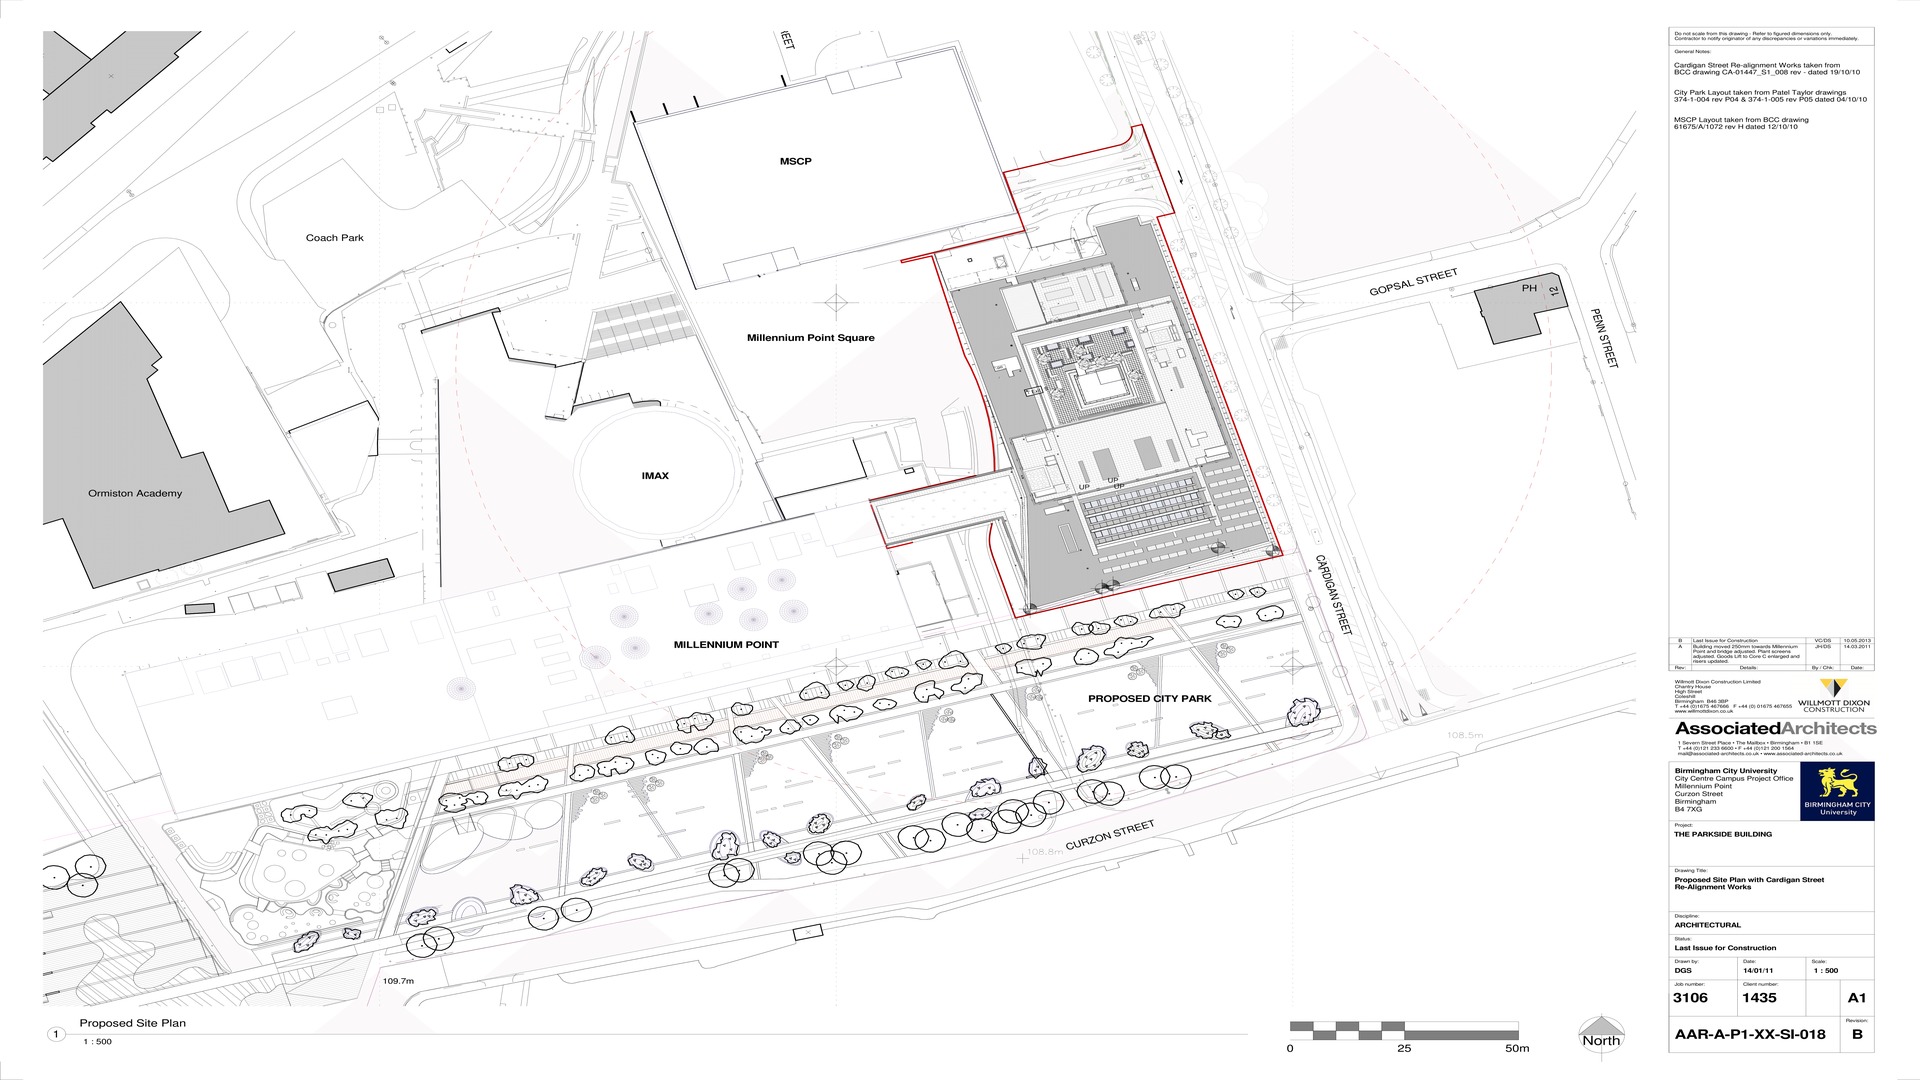 EET
MSCP
Coach Park
GOPSAL STREET
PH
12
PENN STREET
Millennium Point Square
IMAX
Ormiston Academy
UP
UP
UP
CARDIGAN STREET
MILLENNIUM POINT
PROPOSED CITY PARK
108.5m
CURZON STREET
108.8m
109.7m
1
Proposed Site Plan
1 : 500
0
25
50m
North
Do not scale from this drawing - Refer to figured dimensions only.
Contractor to notify originator of any discrepancies or variations immediately.
General Notes:
Cardigan Street Re-alignment Works taken from
BCC drawing CA-01447_S1_008 rev - dated 19/10/10
City Park Layout taken from Patel Taylor drawings
374-1-004 rev P04 & 374-1-005 rev P05 dated 04/10/10
MSCP Layout taken from BCC drawing
61675/A/1072 rev H dated 12/10/10
B Last Issue for Construction VC/DS 10.05.2013
A Building moved 250mm towards Millennium JH/DS 14.03.2011
Point and bridge adjusted. Plant screens
adjusted. Goods Lift to Core C enlarged and
risers updated.
Rev: Details: By / Chk: Date:
Willmott Dixon Construction Limited
Chantry House
High Street
Coleshill
Birmingham B46 3BP
T +44 (0)1675 467666 F +44 (0) 01675 467655
www.willmottdixon.co.uk
WILLMOTT DIXON
CONSTRUCTION
AssociatedArchitects
1 Severn Street Place • The Mailbox • Birmingham • B1 1SE
T +44 (0)121 233 6600 • F +44 (0)121 200 1564
mail@associated-architects.co.uk • www.associated-architects.co.uk
Birmingham City University
City Centre Campus Project Office
Millennium Point
Curzon Street
Birmingham
B4 7XG
BIRMINGHAM CITY
University
Project:
THE PARKSIDE BUILDING
Drawing Title:
Proposed Site Plan with Cardigan Street
Re-Alignment Works
Discipline:
ARCHITECTURAL
Status:
Last Issue for Construction
Drawn by: Date: Scale:
DGS 14/01/11 1 : 500
Job number: Client number:
3106 1435 A1
Revision:
AAR-A-P1-XX-SI-018 B